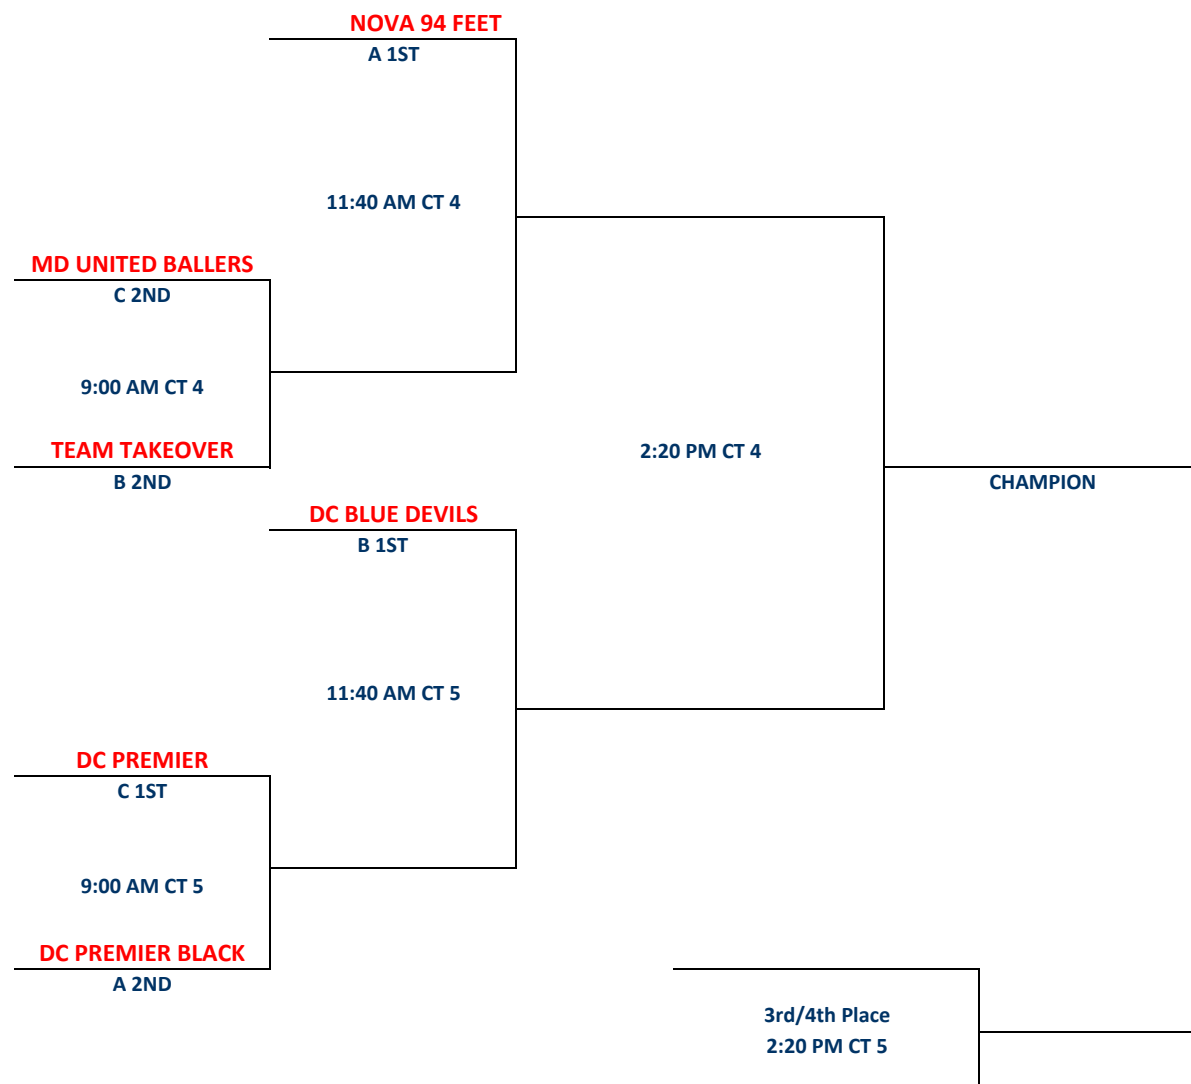 NOVA 94 FEET
A 1ST
11:40 AM CT 4
MD UNITED BALLERS
C 2ND
9:00 AM CT 4
TEAM TAKEOVER
B 2ND
2:20 PM CT 4
CHAMPION
DC BLUE DEVILS
B 1ST
11:40 AM CT 5
DC PREMIER
C 1ST
9:00 AM CT 5
DC PREMIER BLACK
A 2ND
3rd/4th Place
2:20 PM CT 5